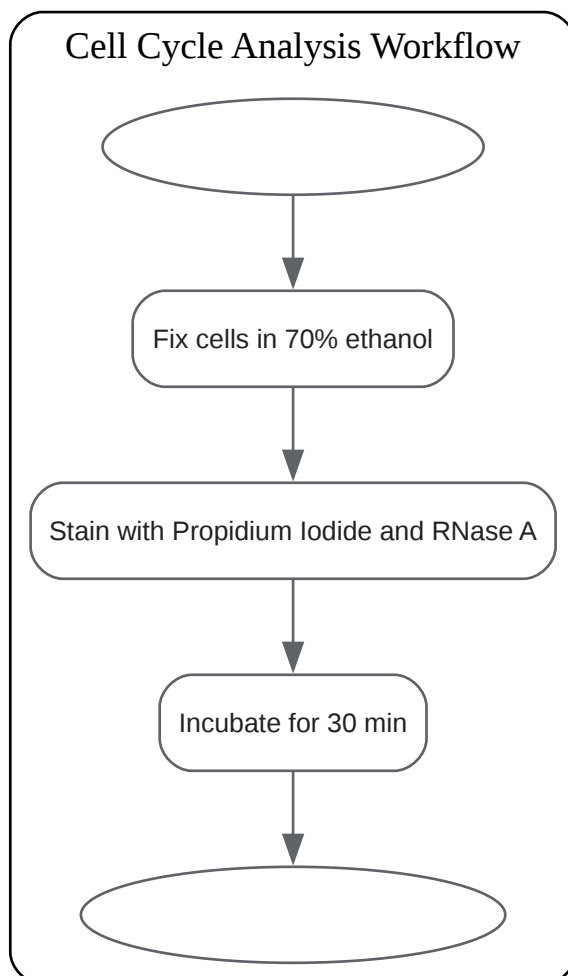 Cell Cycle Analysis Workflow
Fix cells in 70% ethanol
Stain with Propidium Iodide and RNase A
Incubate for 30 min